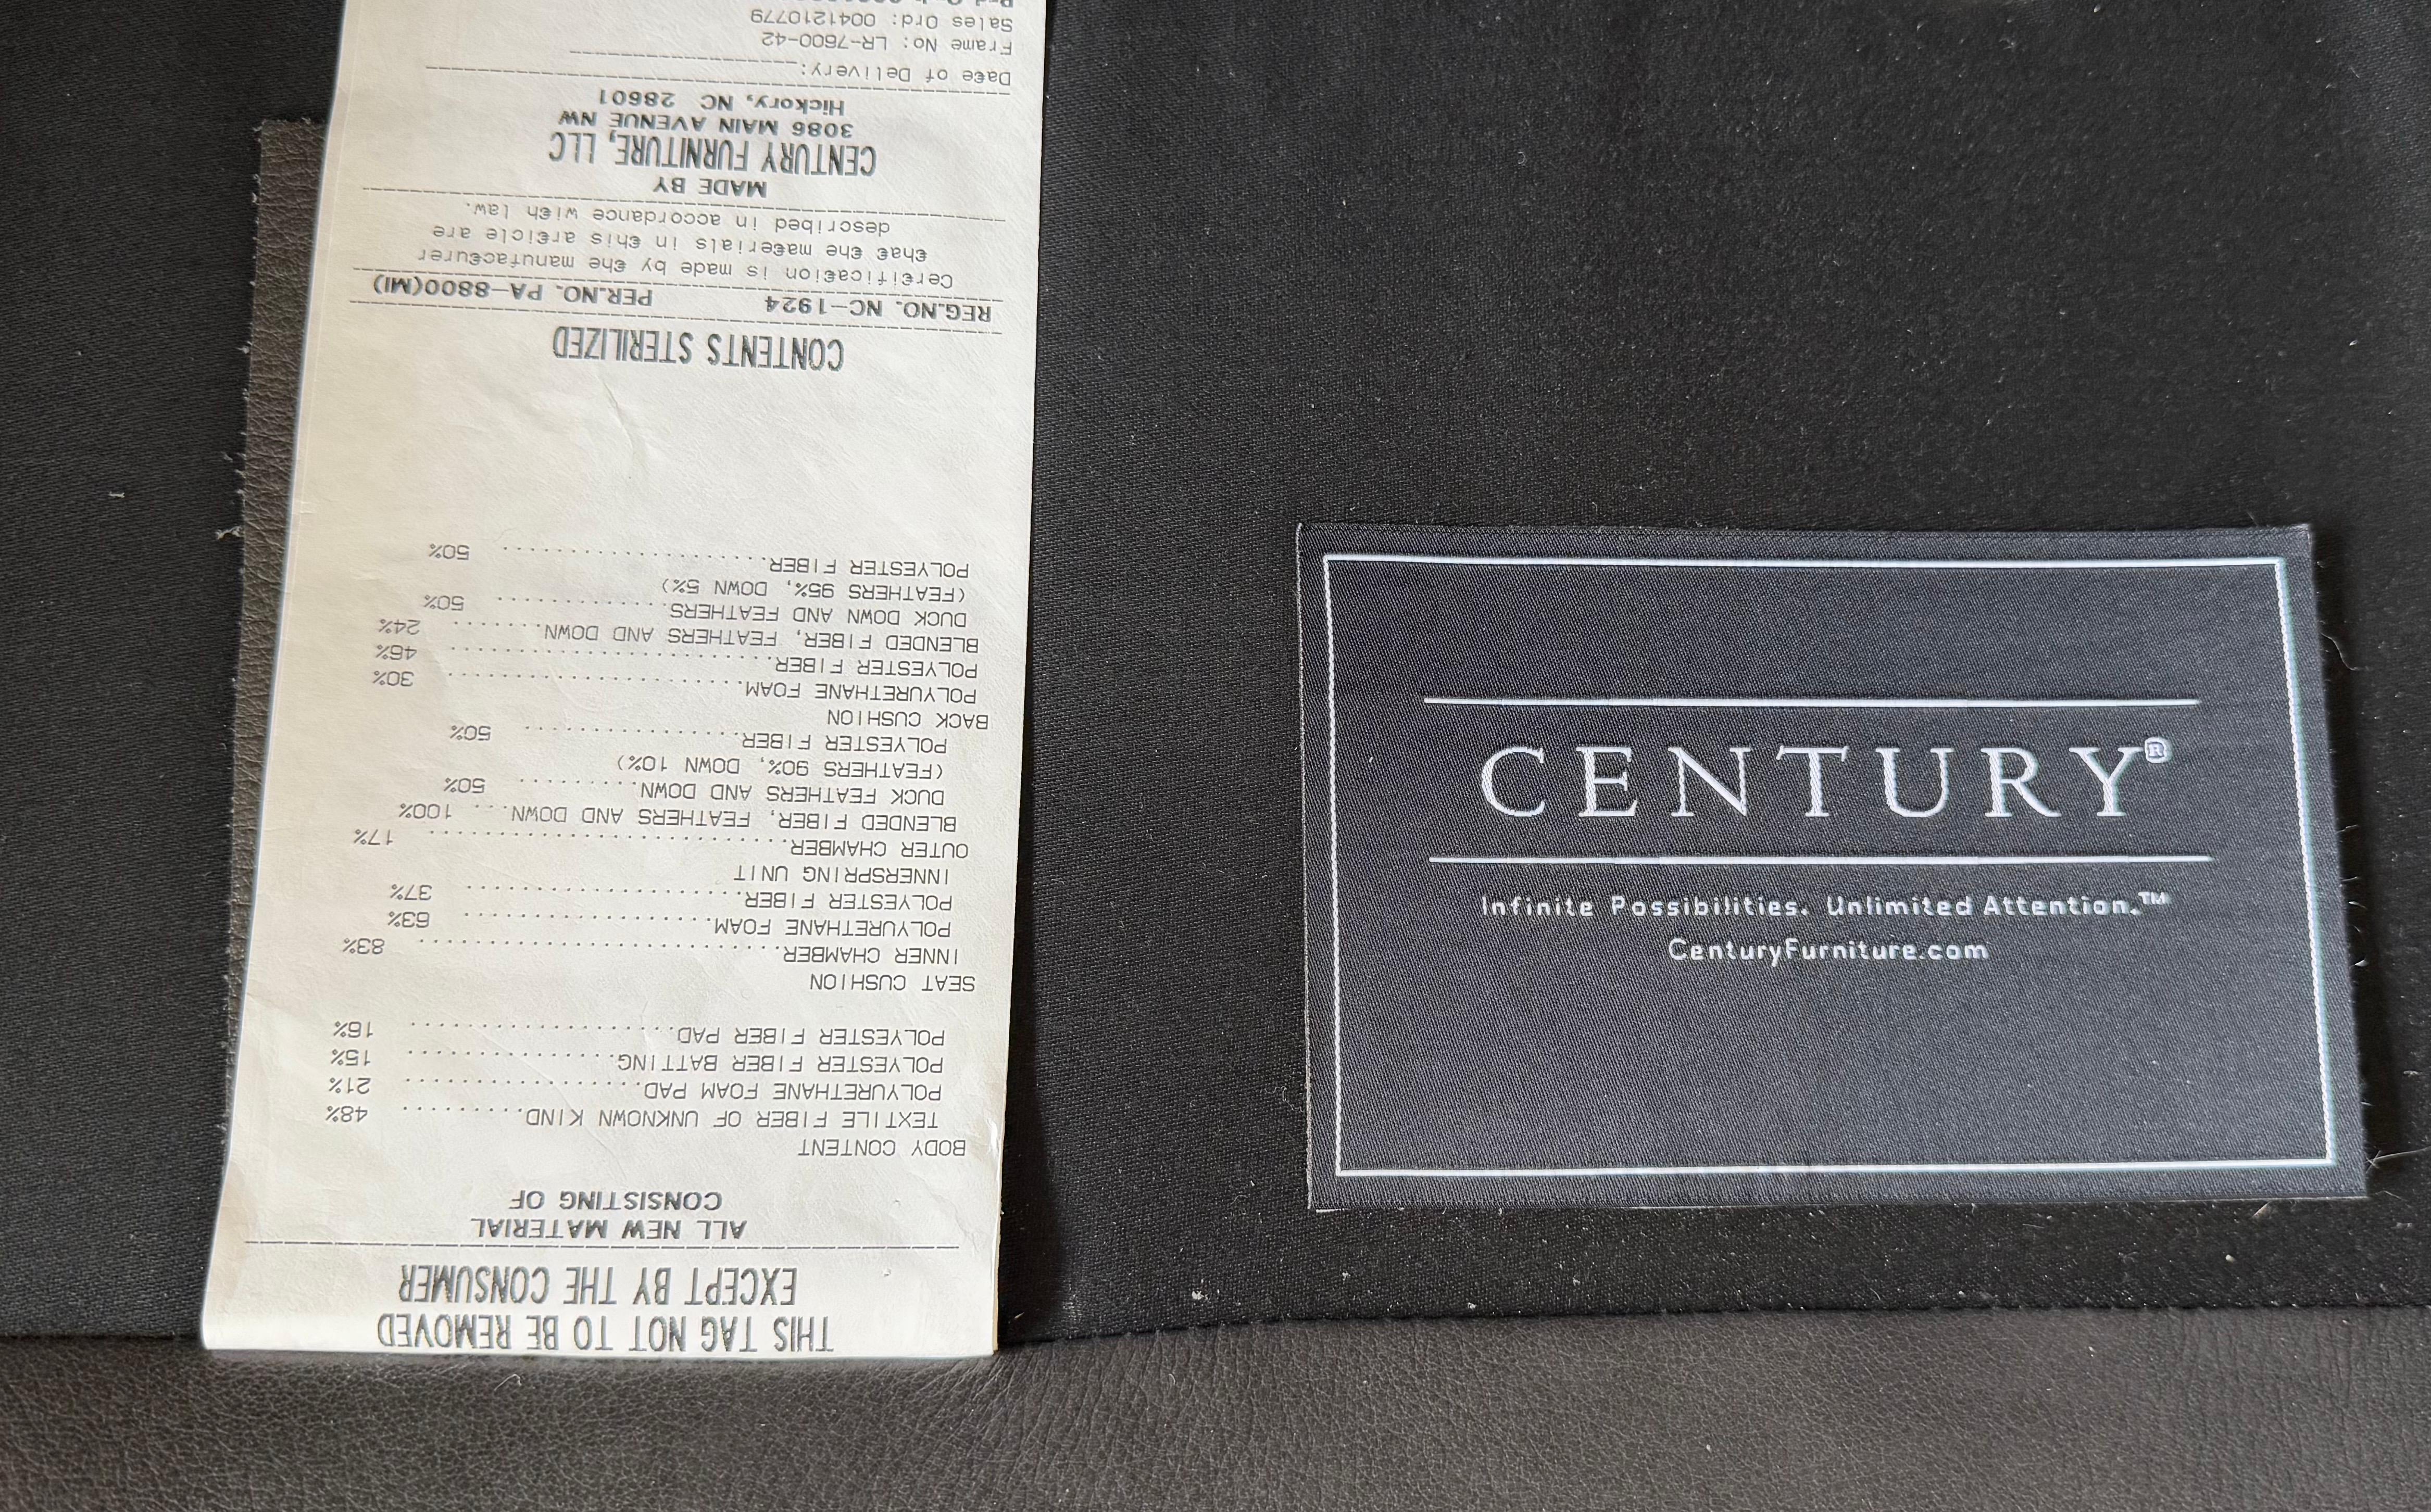 THIS TAG NOT TO BE REMOVED
EXCEPT BY THE CONSUMER
ALL NEW MATERIAL
CONSISTING OF
BODY CONTENT
TEXTILE FIBER OF UNKNOWN KIND.......... 48%
POLYURETHANE FOAM PAD.................. 21%
POLYESTER FIBER BATTING................ 15%
POLYESTER FIBER PAD.................... 16%
SEAT CUSHION
INNER CHAMBER.......................... 83%
POLYURETHANE FOAM.................... 63%
POLYESTER FIBER...................... 37%
INNERSPRING UNIT
OUTER CHAMBER.......................... 17%
BLENDED FIBER, FEATHERS AND DOWN.... 100%
DUCK FEATHERS AND DOWN.......... 50%
(FEATHERS 90%, DOWN 10%)
POLYESTER FIBER................. 50%
BACK CUSHION
POLYURETHANE FOAM...................... 30%
POLYESTER FIBER........................ 46%
BLENDED FIBER, FEATHERS AND DOWN....... 24%
DUCK DOWN AND FEATHERS............. 50%
(FEATHERS 95%, DOWN 5%)
POLYESTER FIBER.................... 50%
CONTENTS STERILIZED
REG.NO. NC-1924 PER.NO. PA-8800(MI)
Certification is made by the manufacturer
that the materials in this article are
described in accordance with law.
MADE BY
CENTURY FURNITURE, LLC
3086 MAIN AVENUE NW
Hickory, NC 28601
Date of Delivery:
Frame No: LR-7600-42
Sales Ord: 0041210779
CENTURY®
Infinite Possibilities. Unlimited Attention.™
CenturyFurniture.com